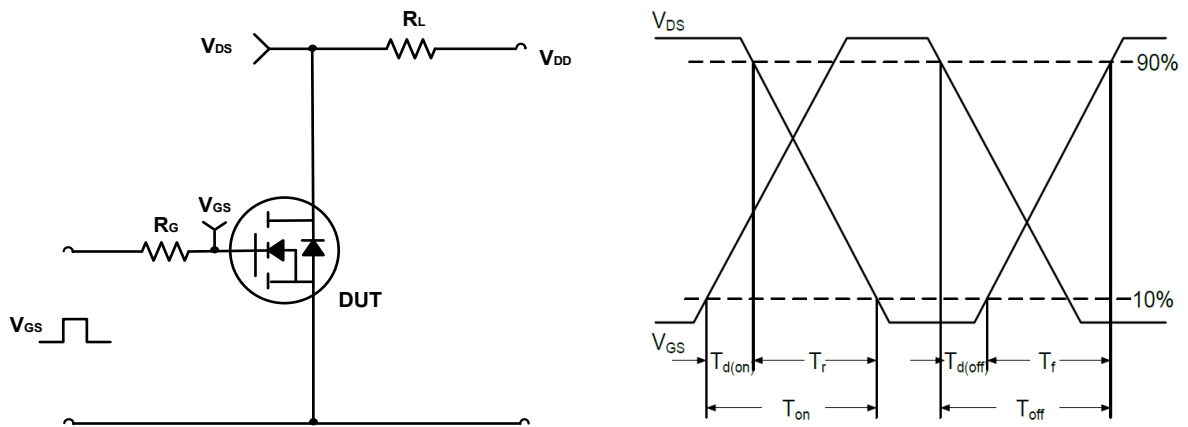 RL
VDS
VDD
VGS
RG
DUT
VGS
VDS
90%
10%
VGS
Td(on) Tr Td(off) Tf
Ton Toff